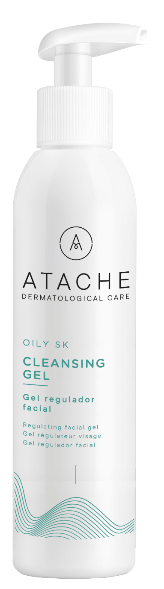 ATACHE
DERMATOLOGICAL CARE
OILY SK
CLEANSING
GEL
Gel regulador
facial
Regulating facial gel
Gel régulateur visage
Gel regulador facial